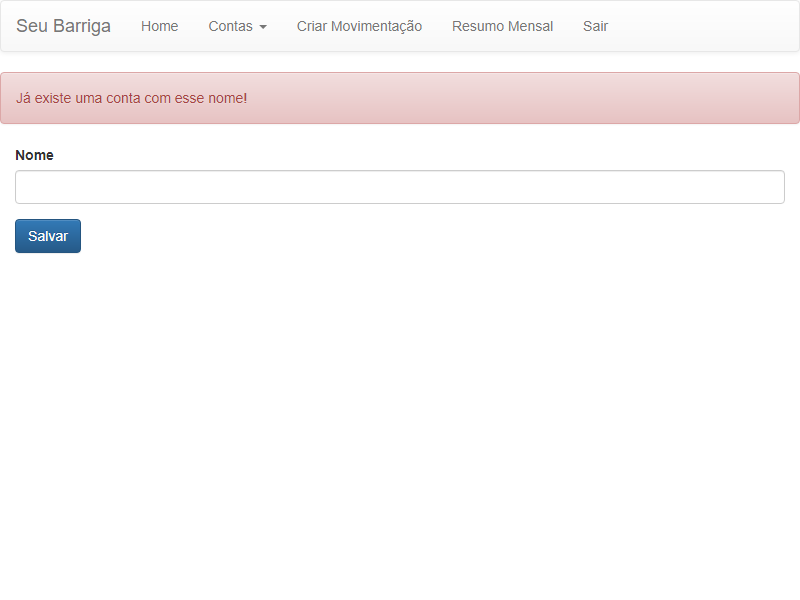 Seu Barriga Home Contas Criar Movimentação Resumo Mensal Sair
Já existe uma conta com esse nome!
Nome
Salvar